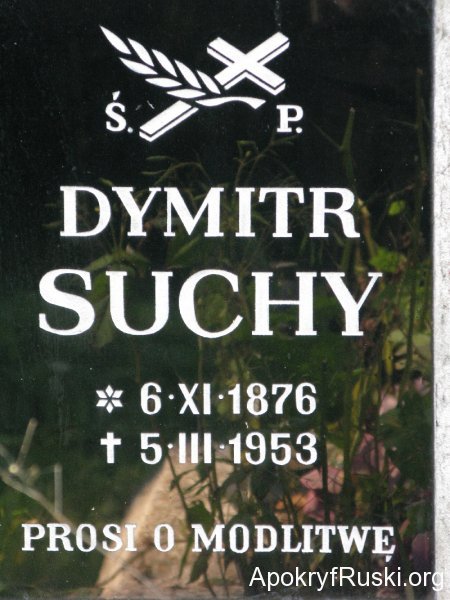 Ś. P.
DYMITR
SUCHY
✲ 6·XI·1876
✝ 5·III·1953
PROSI O MODLITWĘ
ApokryfRuski.org